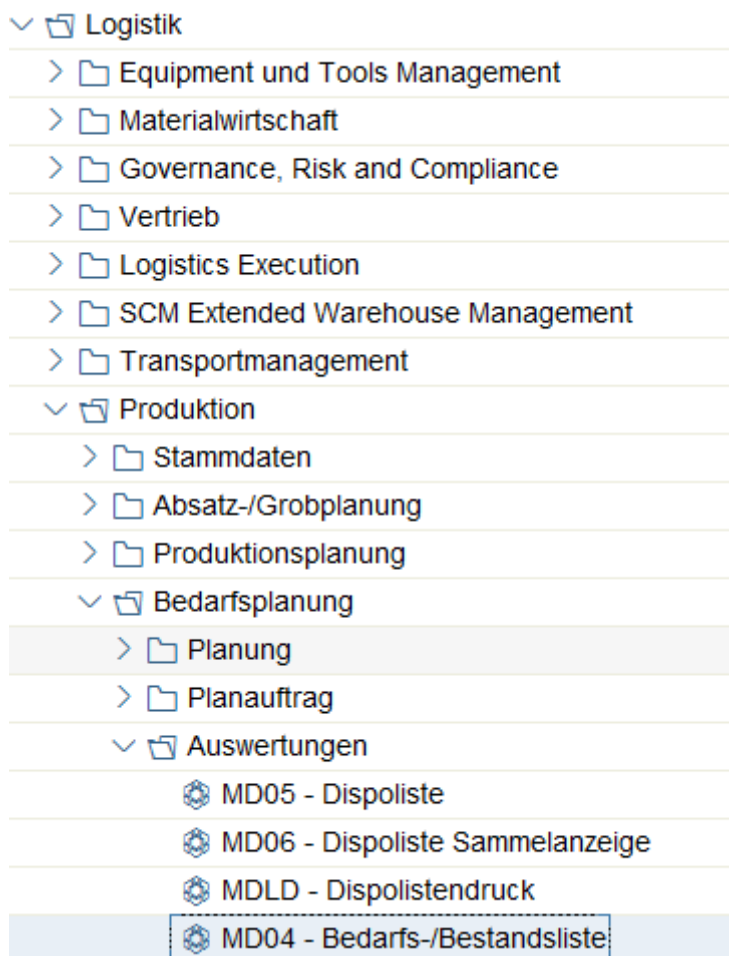 Logistik
Equipment und Tools Management
Materialwirtschaft
Governance, Risk and Compliance
Vertrieb
Logistics Execution
SCM Extended Warehouse Management
Transportmanagement
Produktion
Stammdaten
Absatz-/Grobplanung
Produktionsplanung
Bedarfsplanung
Planung
Planauftrag
Auswertungen
MD05 - Dispoliste
MD06 - Dispoliste Sammelanzeige
MDLD - Dispolistendruck
MD04 - Bedarfs-/Bestandsliste